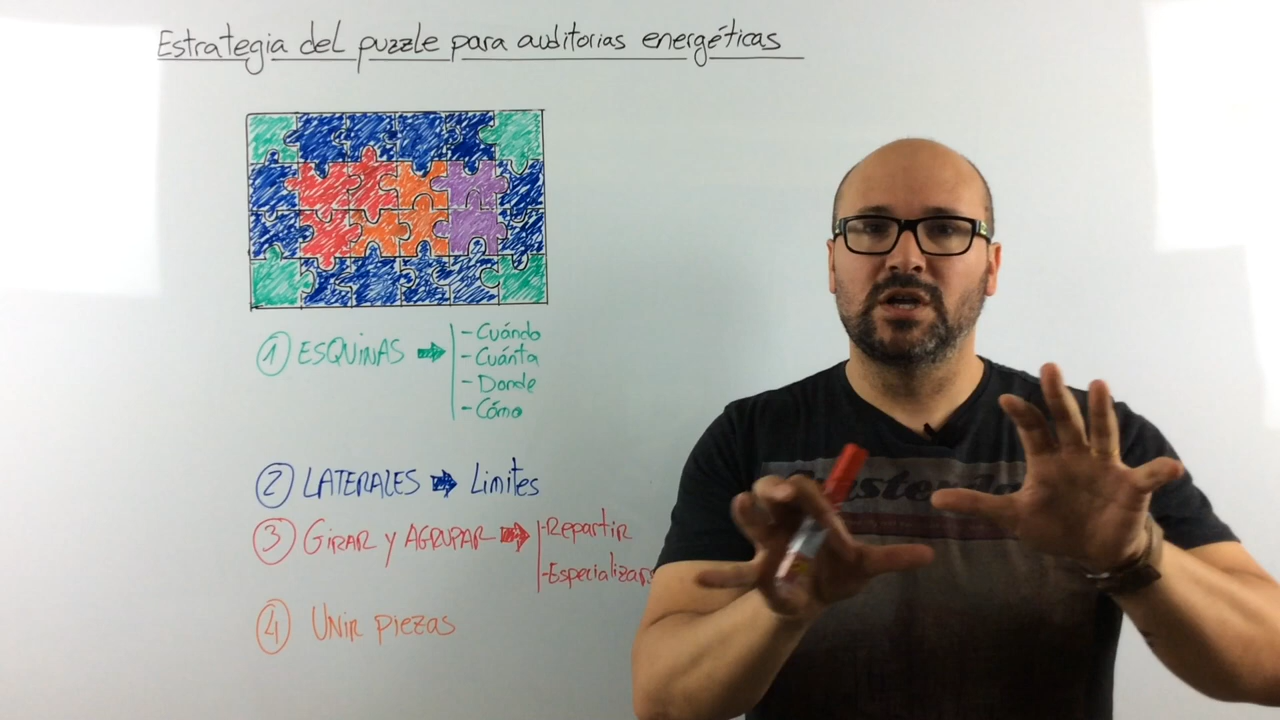 Estrategia del puzzle para auditorias energéticas
① ESQUINAS ➡ - Cuándo
- Cuánta
- Donde
- Cómo
② LATERALES ➡ Limites
③ GIRAR Y AGRUPAR ➡ - Repartir
- Especializar
④ Unir piezas